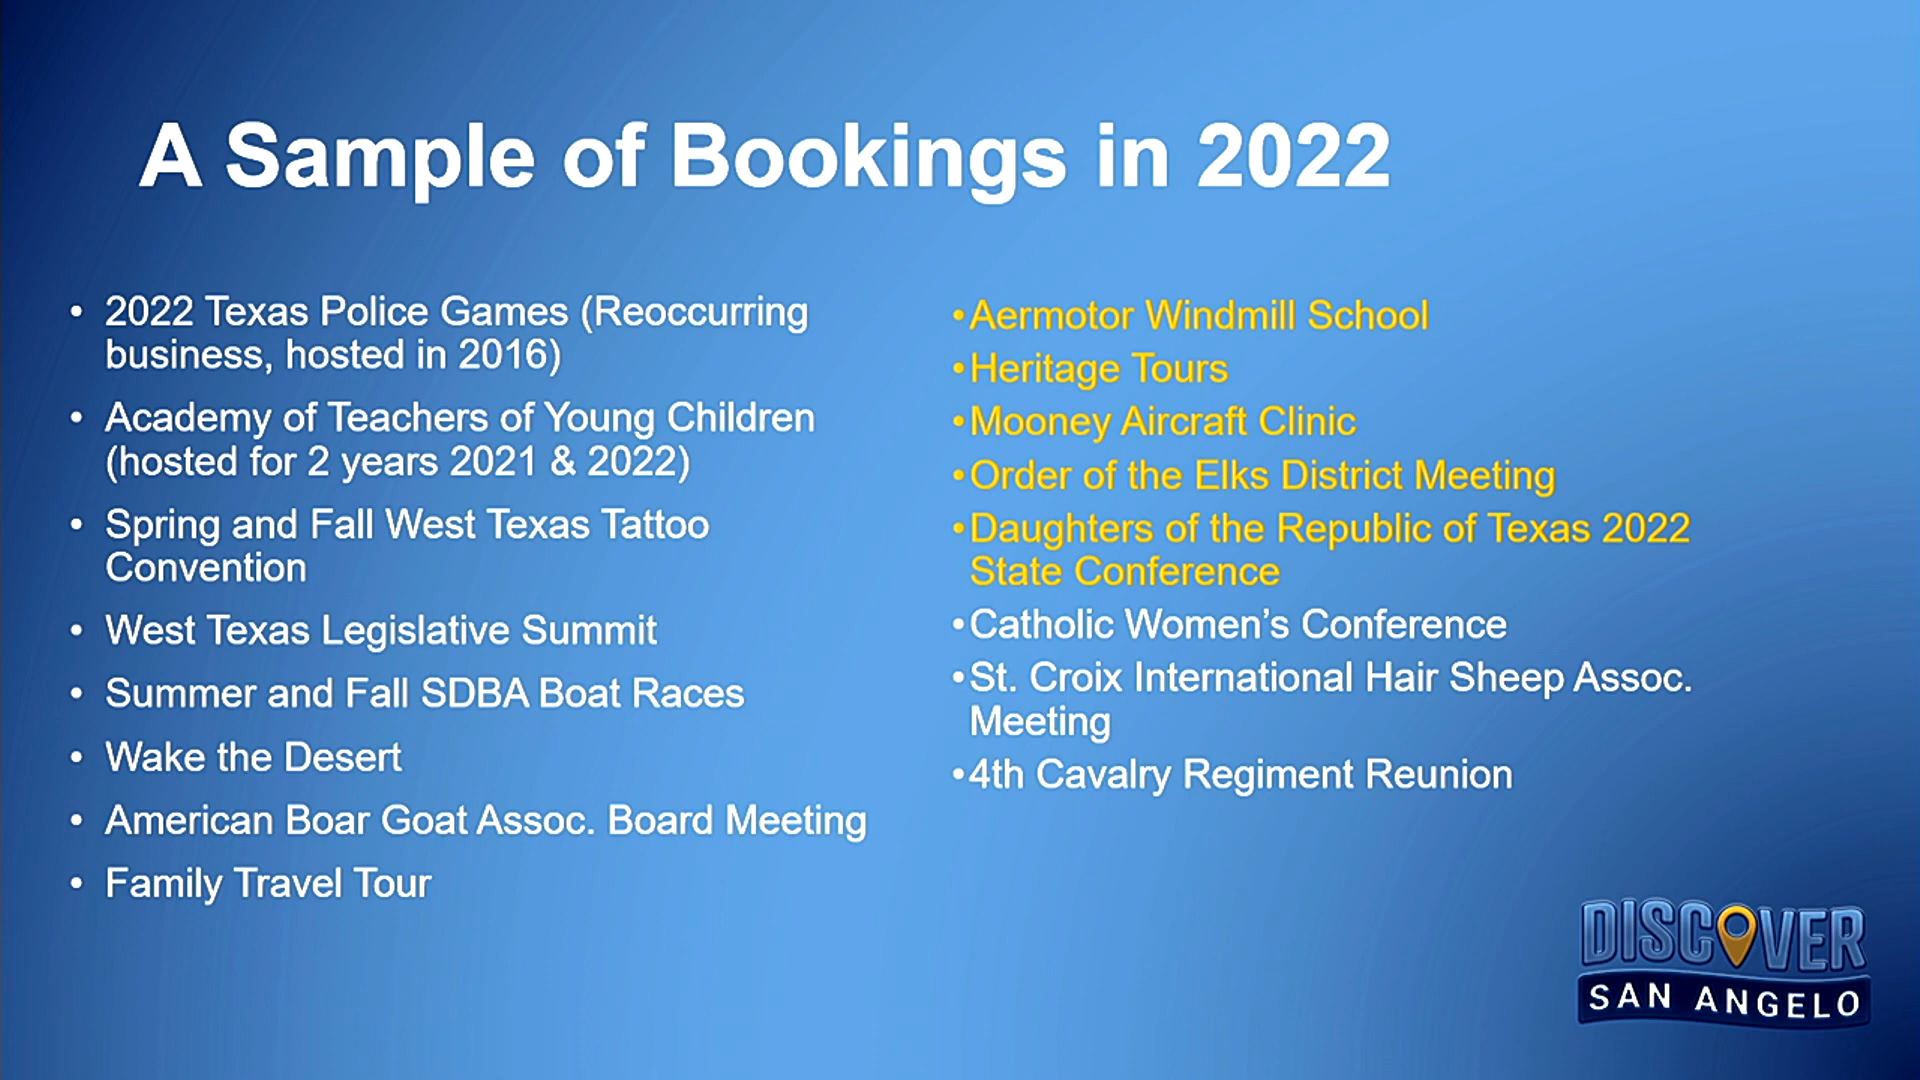 A Sample of Bookings in 2022
• 2022 Texas Police Games (Reoccurring
business, hosted in 2016)
• Academy of Teachers of Young Children
(hosted for 2 years 2021 & 2022)
• Spring and Fall West Texas Tattoo
Convention
• West Texas Legislative Summit
• Summer and Fall SDBA Boat Races
• Wake the Desert
• American Boar Goat Assoc. Board Meeting
• Family Travel Tour
• Aermotor Windmill School
• Heritage Tours
• Mooney Aircraft Clinic
• Order of the Elks District Meeting
• Daughters of the Republic of Texas 2022
State Conference
• Catholic Women’s Conference
• St. Croix International Hair Sheep Assoc.
Meeting
• 4th Cavalry Regiment Reunion
DISCOVER
SAN ANGELO